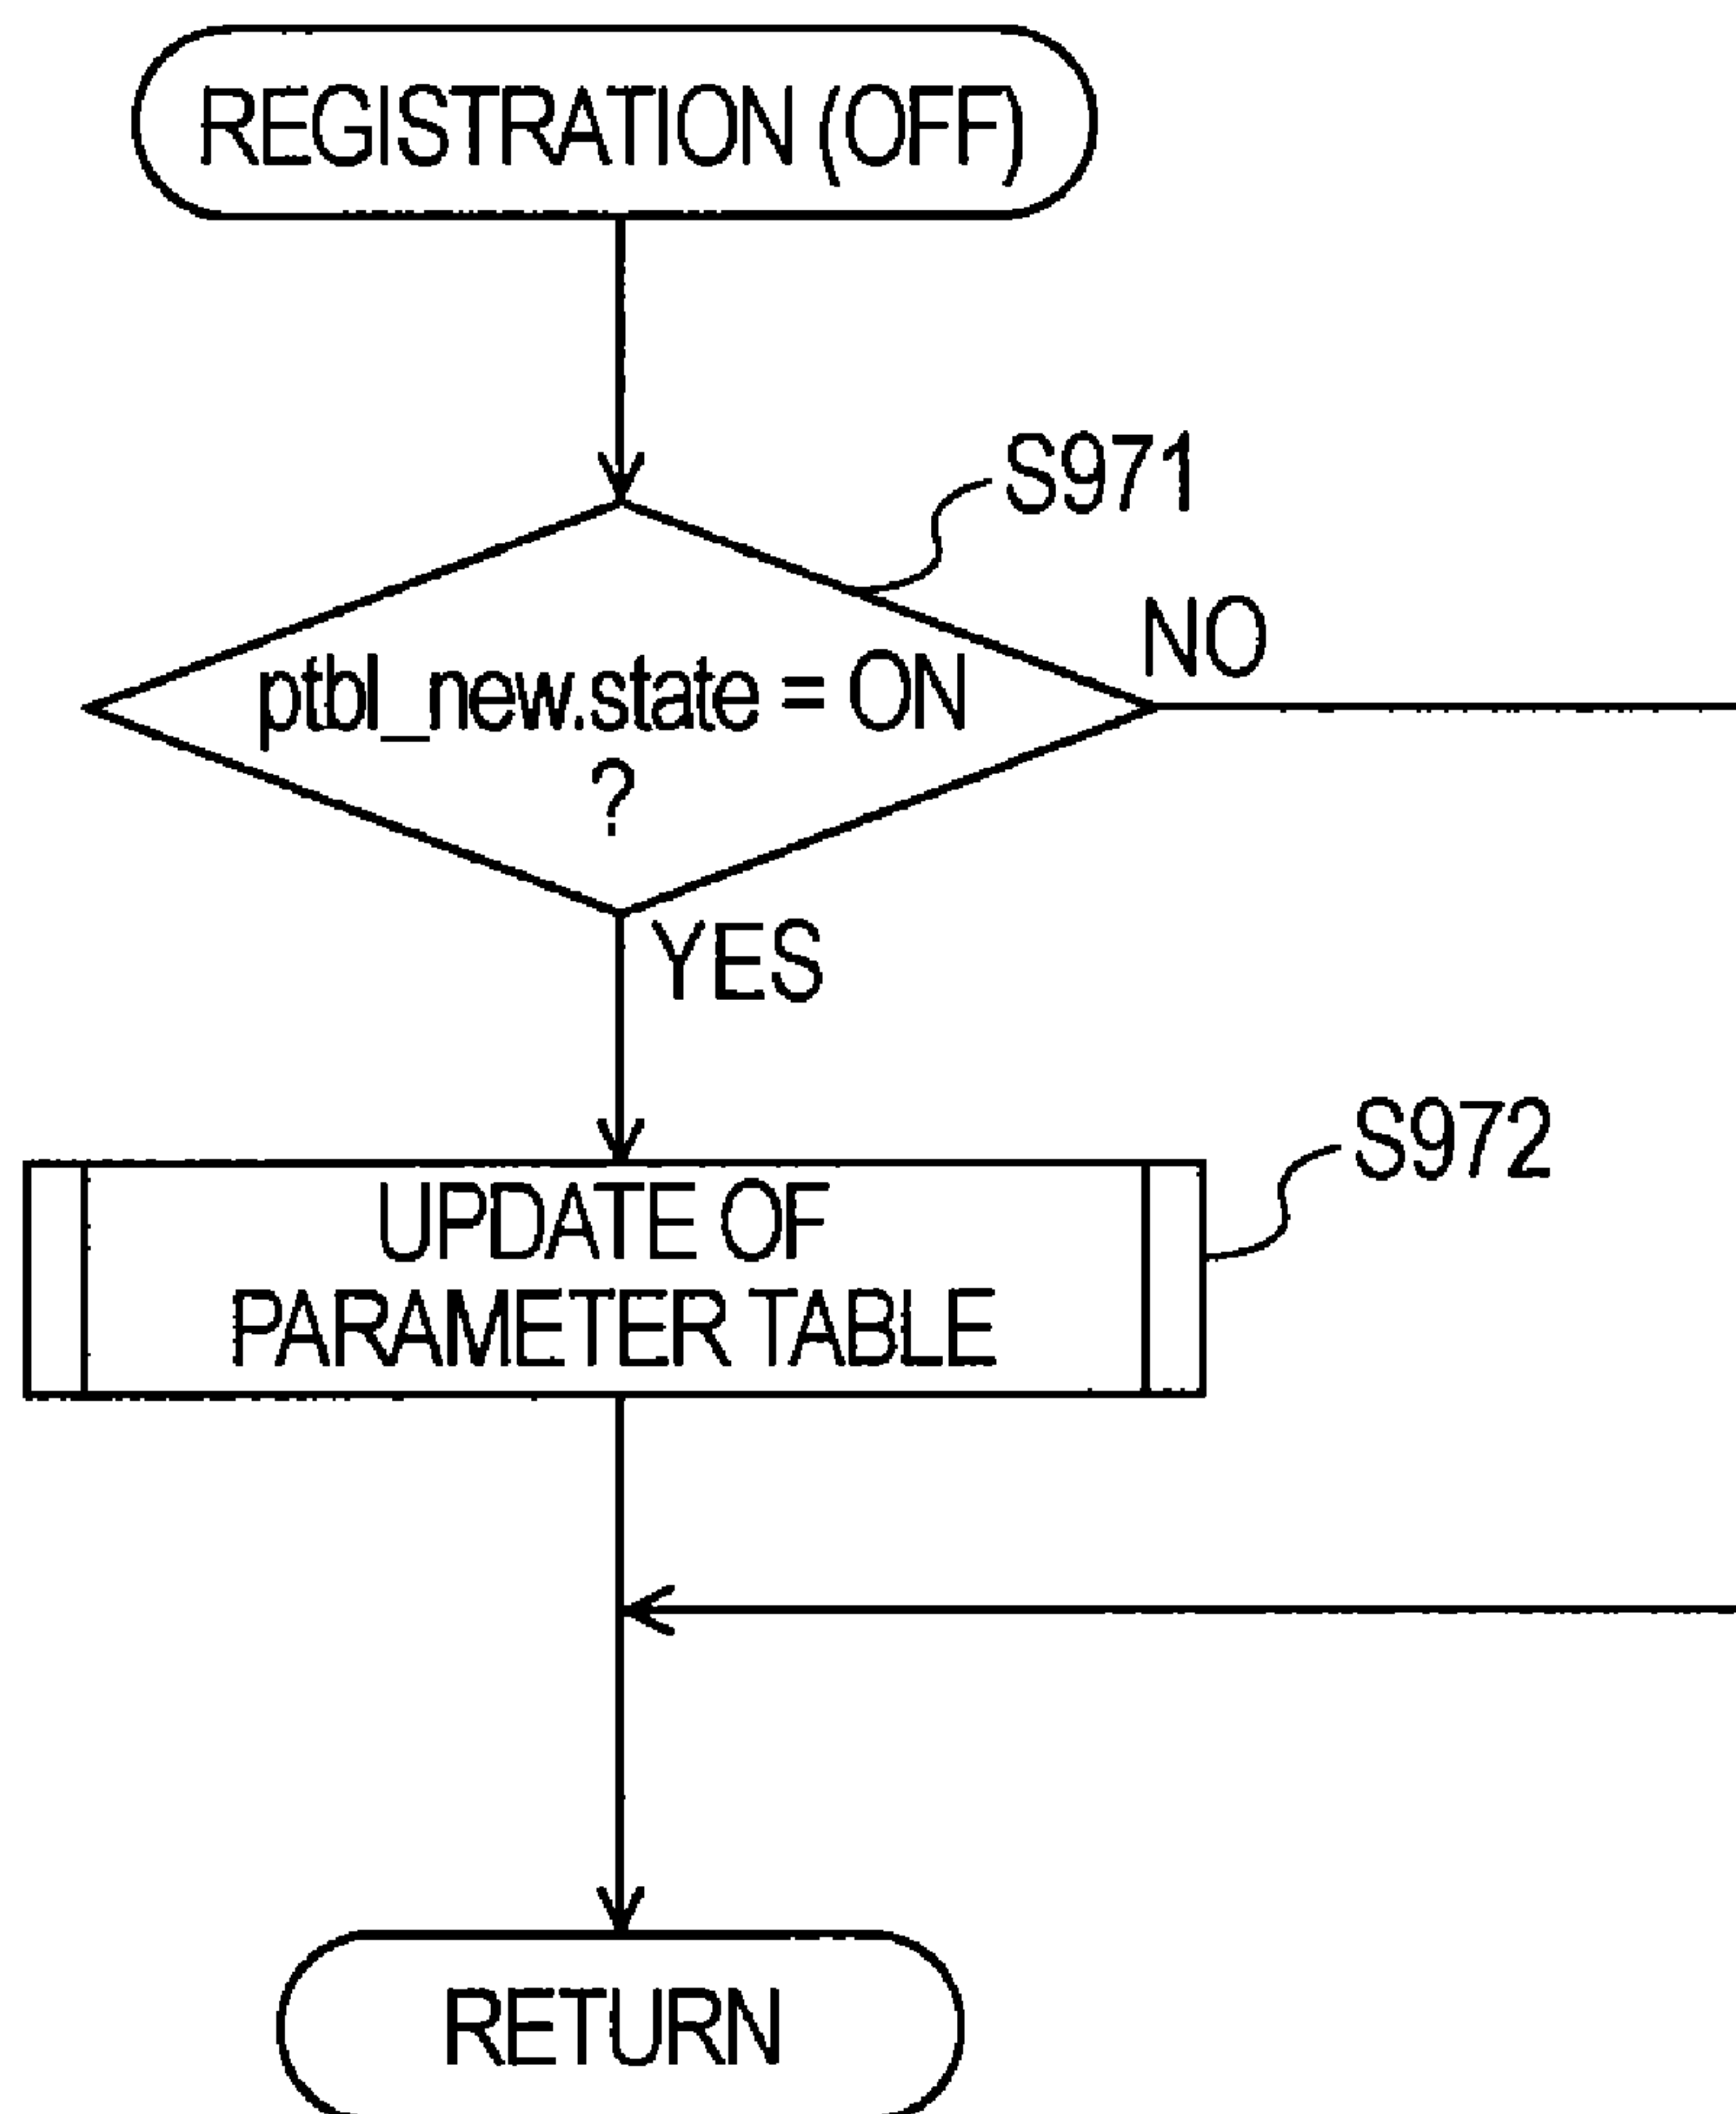 REGISTRATION (OFF)
S971
NO
ptbl_new.state = ON
?
YES
S972
UPDATE OF
PARAMETER TABLE
RETURN